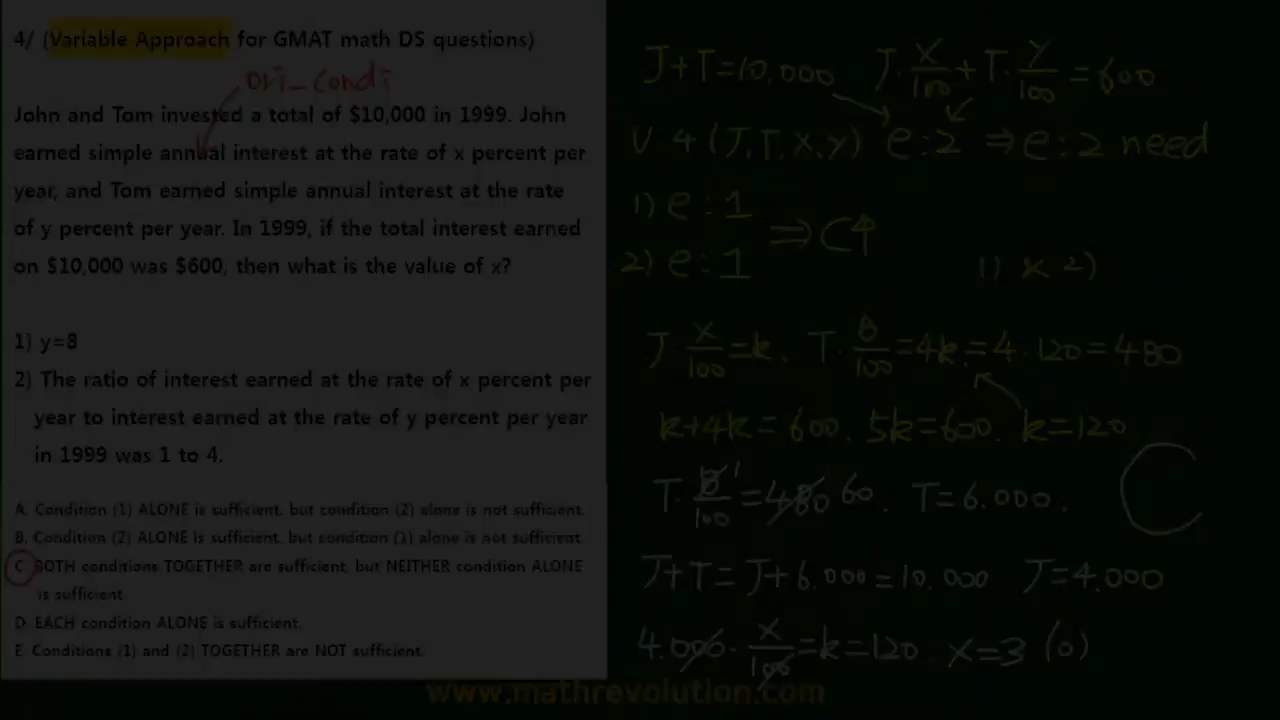 4/ (Variable Approach for GMAT math DS questions)
ori-condi
John and Tom invested a total of $10,000 in 1999. John
earned simple annual interest at the rate of x percent per
year, and Tom earned simple annual interest at the rate
of y percent per year. In 1999, if the total interest earned
on $10,000 was $600, then what is the value of x?
1) y=8
2) The ratio of interest earned at the rate of x percent per
year to interest earned at the rate of y percent per year
in 1999 was 1 to 4.
A. Condition (1) ALONE is sufficient, but condition (2) alone is not sufficient.
B. Condition (2) ALONE is sufficient, but condition (1) alone is not sufficient.
C. BOTH conditions TOGETHER are sufficient, but NEITHER condition ALONE
is sufficient.
D. EACH condition ALONE is sufficient.
E. Conditions (1) and (2) TOGETHER are NOT sufficient.
J+T=10.000 J·x/100+T·y/100=600
V:4 (J,T,x,y) e:2 ⇒e:2 need
1) e:1
2) e:1 ⇒C↑
1) x 2)
J·x/100=k, T·8/100=4k=4·120=480
k+4k=600. 5k=600. k=120
T·8/100=480 60. T=6.000.
C
J+T=J+6.000=10.000 J=4.000
4.000·x/100=k=120. x=3 (o)
www.mathrevolution.com